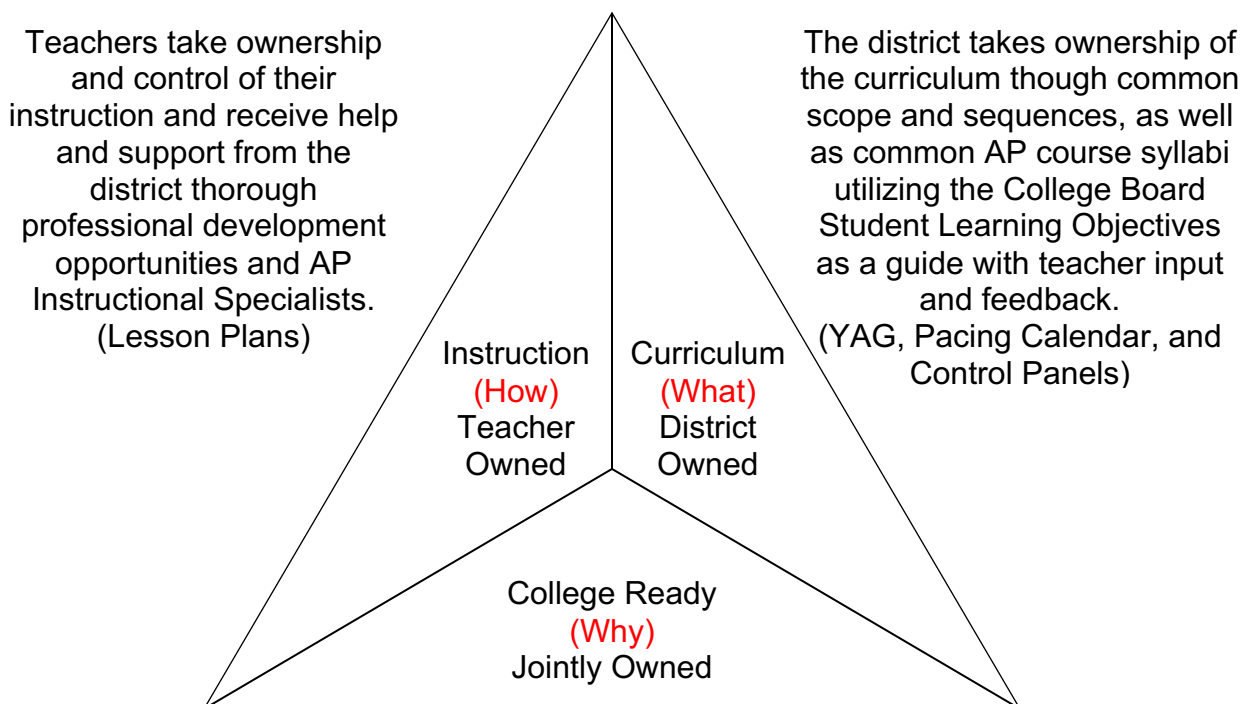 Teachers take ownership
and control of their
instruction and receive help
and support from the
district thorough
professional development
opportunities and AP
Instructional Specialists.
(Lesson Plans)
The district takes ownership of
the curriculum though common
scope and sequences, as well
as common AP course syllabi
utilizing the College Board
Student Learning Objectives
as a guide with teacher input
and feedback.
(YAG, Pacing Calendar, and
Control Panels)
Instruction
(How)
Teacher
Owned
Curriculum
(What)
District
Owned
College Ready
(Why)
Jointly Owned